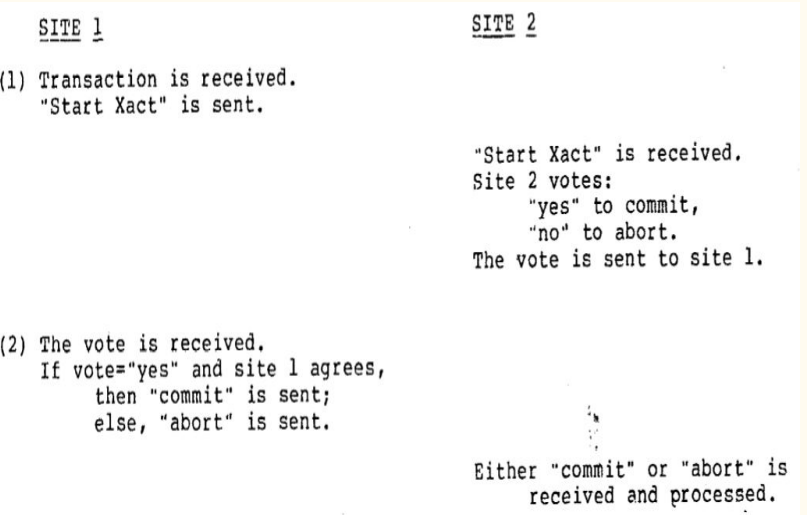 SITE 1
SITE 2
(1) Transaction is received.
"Start Xact" is sent.
"Start Xact" is received.
Site 2 votes:
"yes" to commit,
"no" to abort.
The vote is sent to site 1.
(2) The vote is received.
If vote="yes" and site 1 agrees,
then "commit" is sent;
else, "abort" is sent.
Either "commit" or "abort" is
received and processed.